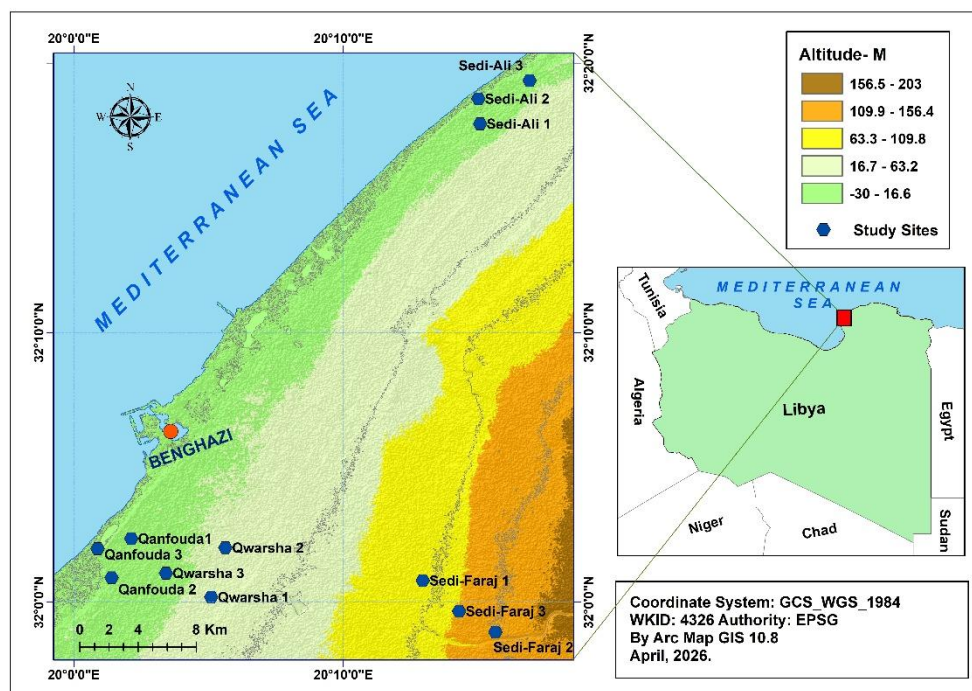 20°0'0"E
20°10'0"E
32°20'0"N
32°20'0"N
32°10'0"N
32°10'0"N
32°0'0"N
32°0'0"N
20°0'0"E
20°10'0"E
N
W
E
S
MEDITERRANEAN SEA
Sedi-Ali 3
Sedi-Ali 2
Sedi-Ali 1
BENGHAZI
Qanfouda1
Qanfouda 3
Qwarsha 2
Qwarsha 3
Qanfouda 2
Qwarsha 1
Sedi-Faraj 1
Sedi-Faraj 3
Sedi-Faraj 2
0 2 4 8 Km
Altitude- M
156.5 - 203
109.9 - 156.4
63.3 - 109.8
16.7 - 63.2
-30 - 16.6
Study Sites
MEDITERRANEAN
SEA
Tunisia
Algeria
Libya
Egypt
Niger
Chad
Sudan
Coordinate System: GCS_WGS_1984
WKID: 4326 Authority: EPSG
By Arc Map GIS 10.8
April, 2026.